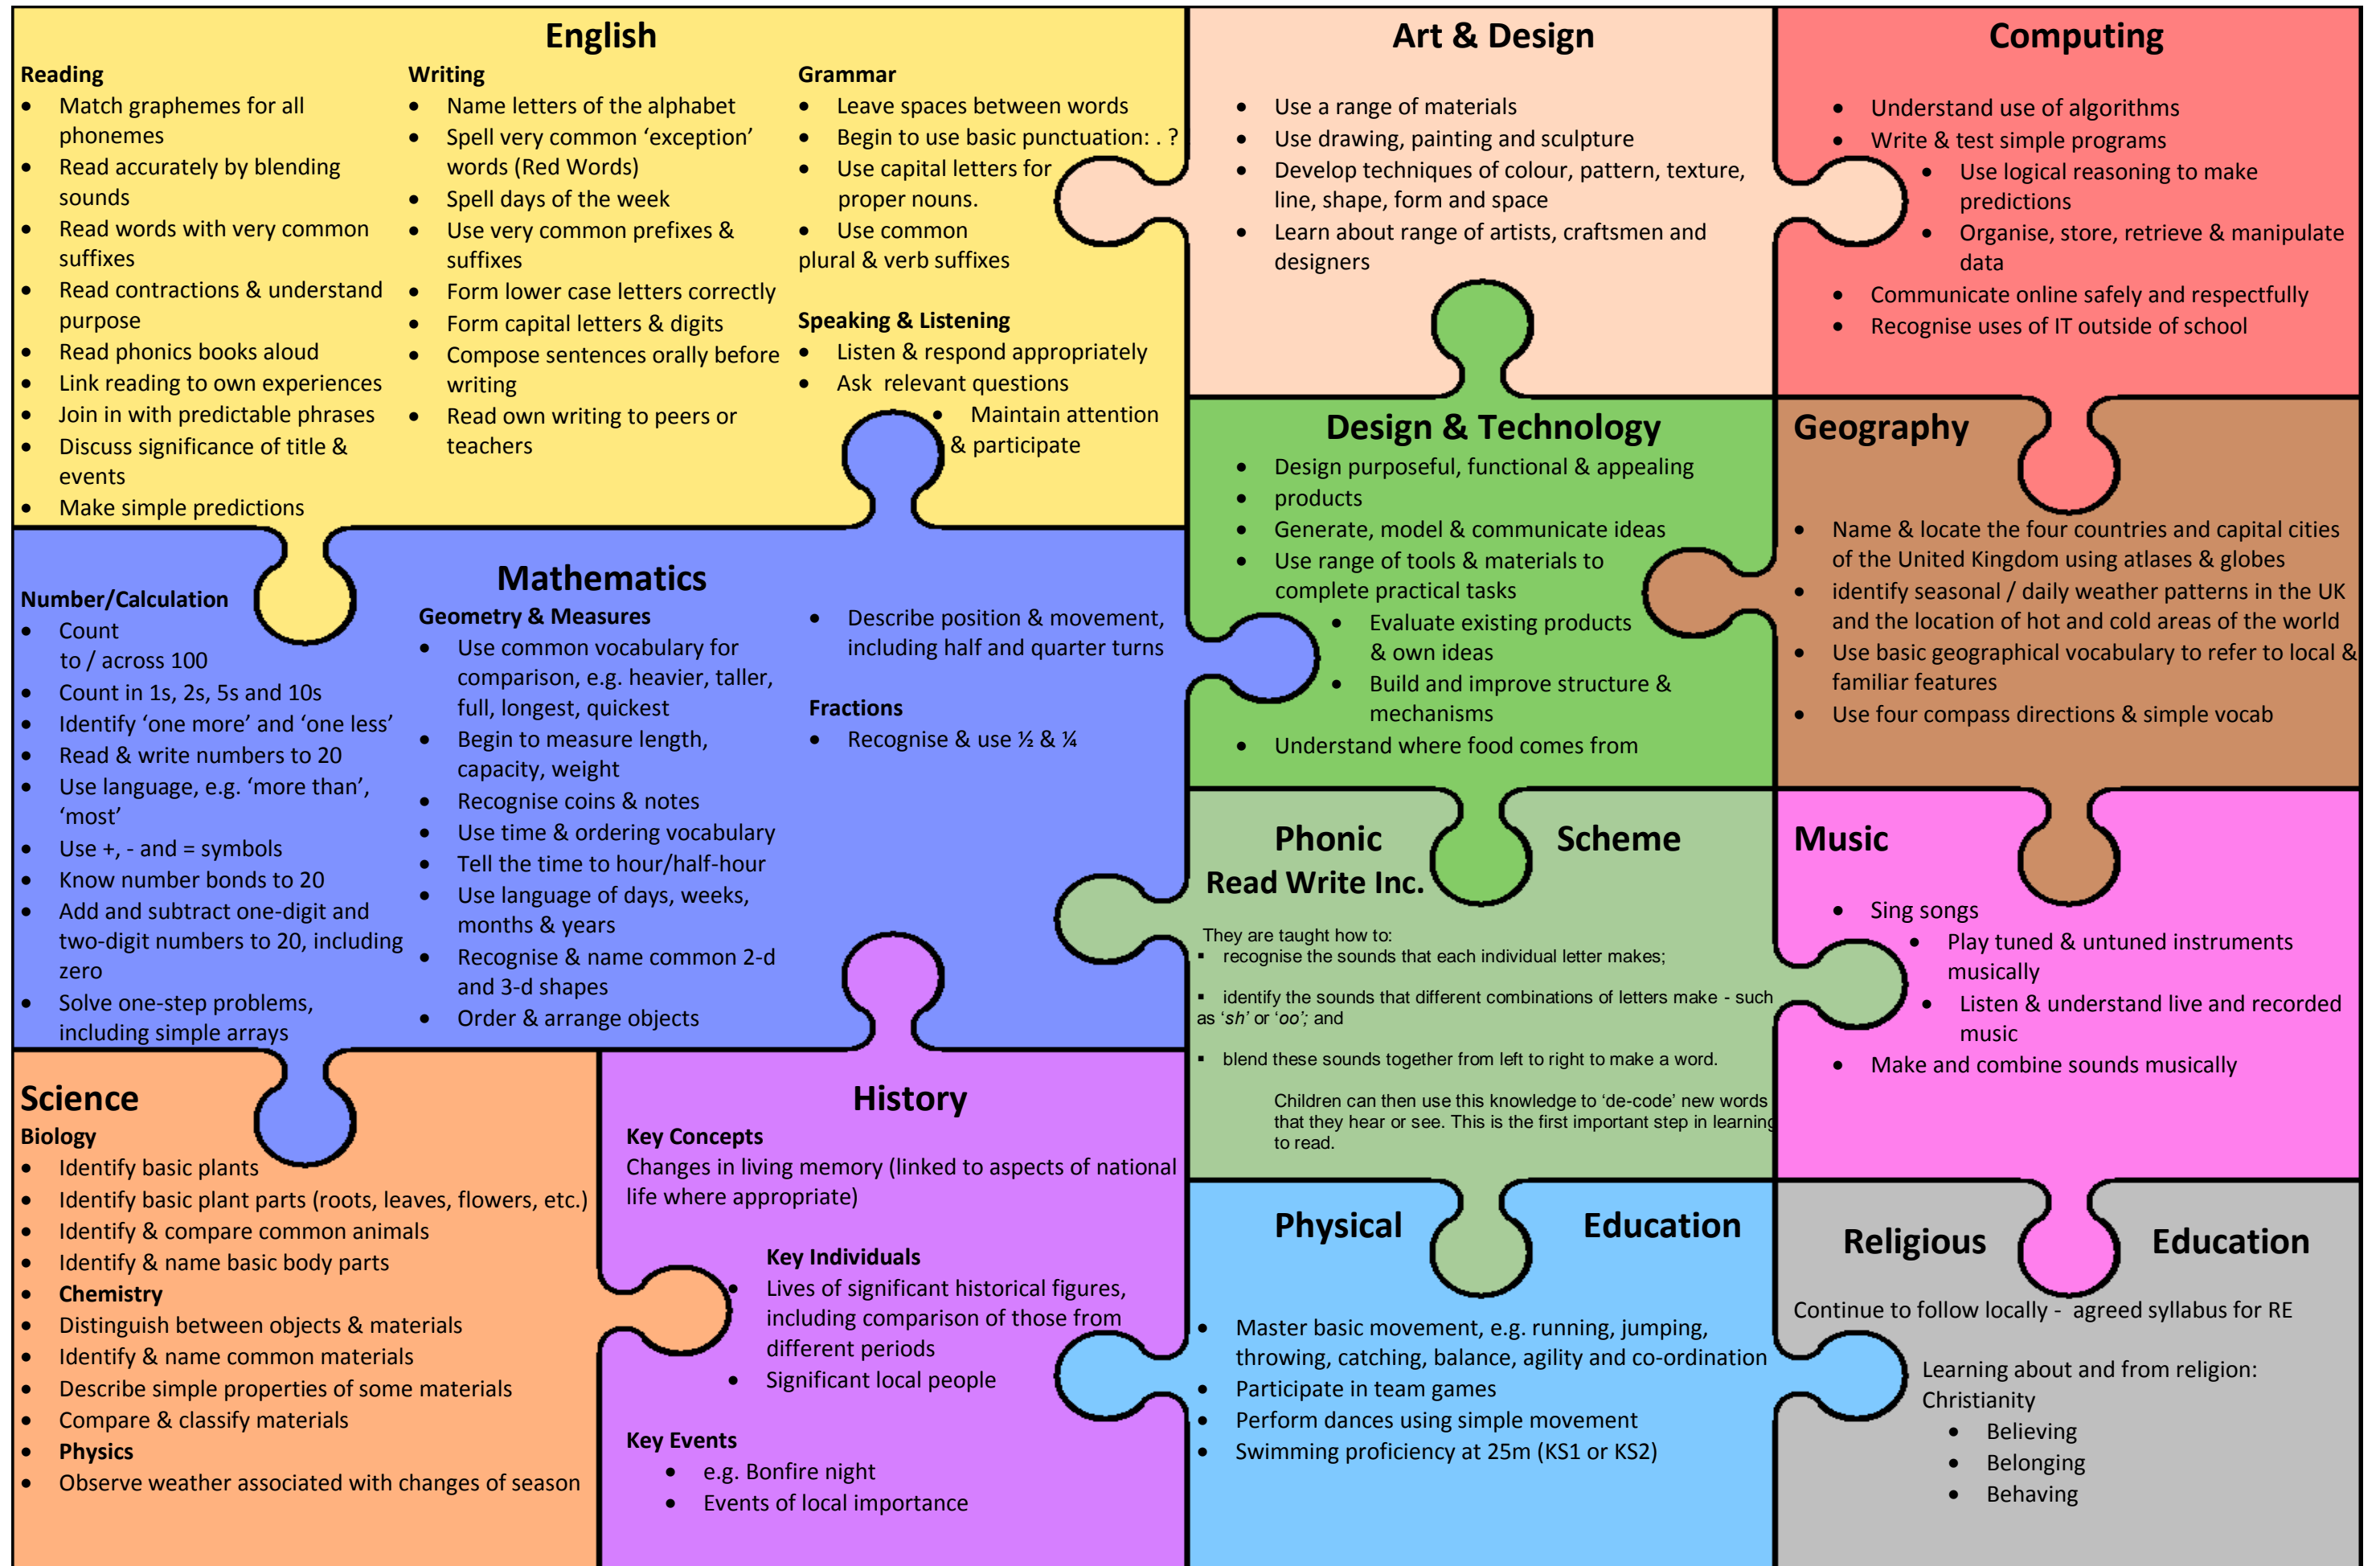 English
Reading
• Match graphemes for all
phonemes
• Read accurately by blending
sounds
• Read words with very common
suffixes
• Read contractions & understand
purpose
• Read phonics books aloud
• Link reading to own experiences
• Join in with predictable phrases
• Discuss significance of title &
events
• Make simple predictions
Writing
• Name letters of the alphabet
• Spell very common ‘exception’
words (Red Words)
• Spell days of the week
• Use very common prefixes &
suffixes
• Form lower case letters correctly
• Form capital letters & digits
• Compose sentences orally before
writing
• Read own writing to peers or
teachers
Grammar
• Leave spaces between words
• Begin to use basic punctuation: . ?
• Use capital letters for
proper nouns.
• Use common
plural & verb suffixes
Speaking & Listening
• Listen & respond appropriately
• Ask relevant questions
• Maintain attention
& participate
Art & Design
• Use a range of materials
• Use drawing, painting and sculpture
• Develop techniques of colour, pattern, texture,
line, shape, form and space
• Learn about range of artists, craftsmen and
designers
Computing
• Understand use of algorithms
• Write & test simple programs
• Use logical reasoning to make
predictions
• Organise, store, retrieve & manipulate
data
• Communicate online safely and respectfully
• Recognise uses of IT outside of school
Mathematics
Number/Calculation
• Count
to / across 100
• Count in 1s, 2s, 5s and 10s
• Identify ‘one more’ and ‘one less’
• Read & write numbers to 20
• Use language, e.g. ‘more than’,
‘most’
• Use +, - and = symbols
• Know number bonds to 20
• Add and subtract one-digit and
two-digit numbers to 20, including
zero
• Solve one-step problems,
including simple arrays
Geometry & Measures
• Use common vocabulary for
comparison, e.g. heavier, taller,
full, longest, quickest
• Begin to measure length,
capacity, weight
• Recognise coins & notes
• Use time & ordering vocabulary
• Tell the time to hour/half-hour
• Use language of days, weeks,
months & years
• Recognise & name common 2-d
and 3-d shapes
• Order & arrange objects
• Describe position & movement,
including half and quarter turns
Fractions
• Recognise & use ½ & ¼
Design & Technology
• Design purposeful, functional & appealing
• products
• Generate, model & communicate ideas
• Use range of tools & materials to
complete practical tasks
• Evaluate existing products
& own ideas
• Build and improve structure &
mechanisms
• Understand where food comes from
Geography
• Name & locate the four countries and capital cities
of the United Kingdom using atlases & globes
• identify seasonal / daily weather patterns in the UK
and the location of hot and cold areas of the world
• Use basic geographical vocabulary to refer to local &
familiar features
• Use four compass directions & simple vocab
Phonic Scheme
Read Write Inc.
They are taught how to:
▪ recognise the sounds that each individual letter makes;
▪ identify the sounds that different combinations of letters make - such
as ‘sh’ or ‘oo’; and
▪ blend these sounds together from left to right to make a word.
Children can then use this knowledge to ‘de-code’ new words
that they hear or see. This is the first important step in learning
to read.
Music
• Sing songs
• Play tuned & untuned instruments
musically
• Listen & understand live and recorded
music
• Make and combine sounds musically
Science
Biology
• Identify basic plants
• Identify basic plant parts (roots, leaves, flowers, etc.)
• Identify & compare common animals
• Identify & name basic body parts
• Chemistry
• Distinguish between objects & materials
• Identify & name common materials
• Describe simple properties of some materials
• Compare & classify materials
• Physics
• Observe weather associated with changes of season
History
Key Concepts
Changes in living memory (linked to aspects of national
life where appropriate)
Key Individuals
• Lives of significant historical figures,
including comparison of those from
different periods
• Significant local people
Key Events
• e.g. Bonfire night
• Events of local importance
Physical Education
• Master basic movement, e.g. running, jumping,
throwing, catching, balance, agility and co-ordination
• Participate in team games
• Perform dances using simple movement
• Swimming proficiency at 25m (KS1 or KS2)
Religious Education
Continue to follow locally - agreed syllabus for RE
Learning about and from religion:
Christianity
• Believing
• Belonging
• Behaving